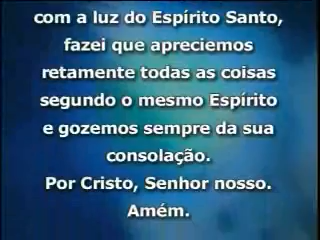 com a luz do Espírito Santo,
fazei que apreciemos
retamente todas as coisas
segundo o mesmo Espírito
e gozemos sempre da sua
consolação.
Por Cristo, Senhor nosso.
Amém.